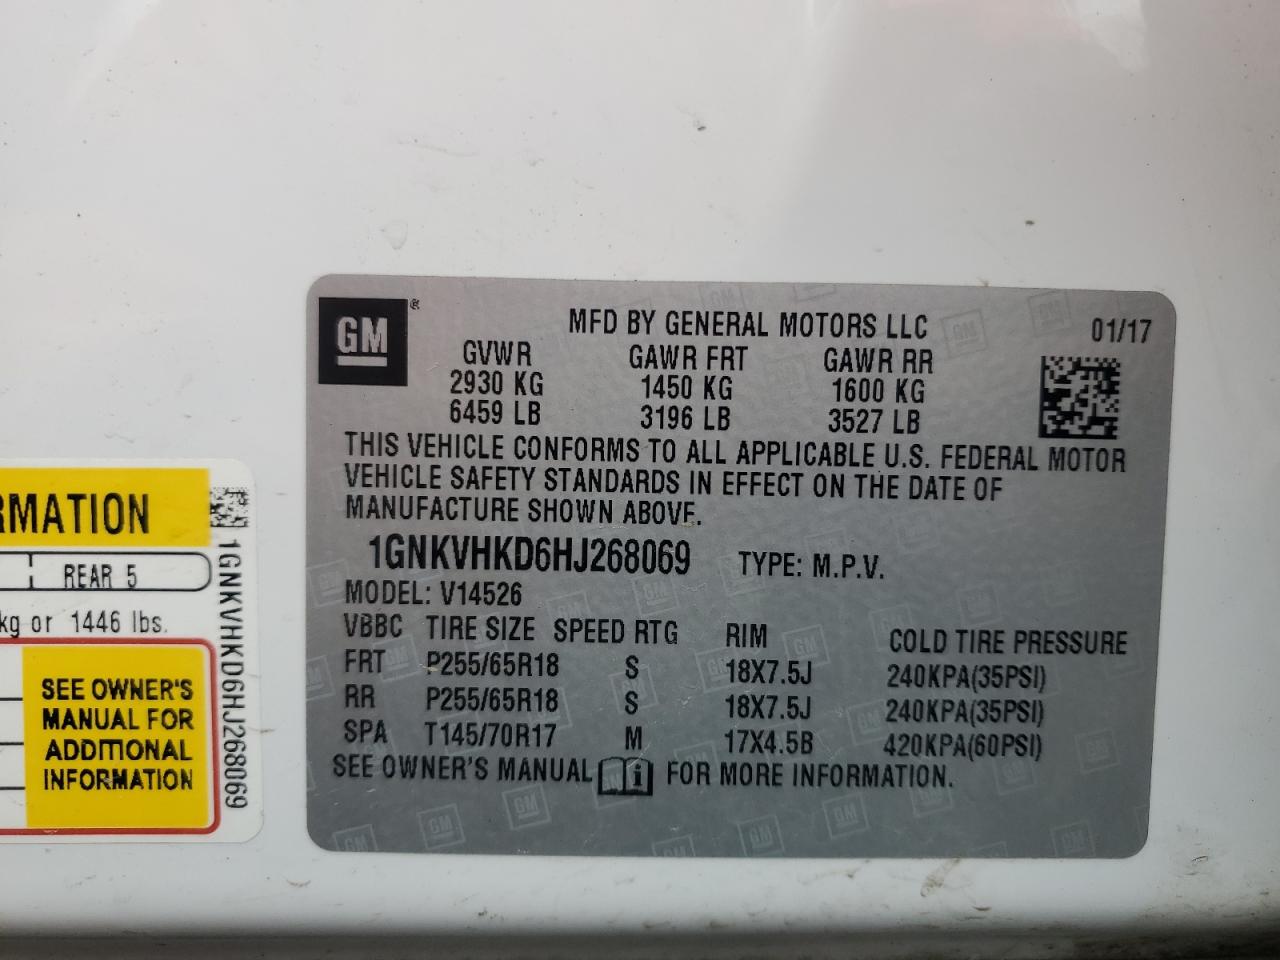 GM ®
MFD BY GENERAL MOTORS LLC 01/17
GVWR GAWR FRT GAWR RR
2930 KG 1450 KG 1600 KG
6459 LB 3196 LB 3527 LB
THIS VEHICLE CONFORMS TO ALL APPLICABLE U.S. FEDERAL MOTOR
VEHICLE SAFETY STANDARDS IN EFFECT ON THE DATE OF
MANUFACTURE SHOWN ABOVE.
1GNKVHKD6HJ268069 TYPE: M.P.V.
MODEL: V14526
VBBC TIRE SIZE SPEED RTG RIM COLD TIRE PRESSURE
FRT P255/65R18 S 18X7.5J 240KPA(35PSI)
RR P255/65R18 S 18X7.5J 240KPA(35PSI)
SPA T145/70R17 M 17X4.5B 420KPA(60PSI)
SEE OWNER'S MANUAL FOR MORE INFORMATION.
RMATION
REAR 5
kg or 1446 lbs.
SEE OWNER'S
MANUAL FOR
ADDITIONAL
INFORMATION
1GNKVHKD6HJ268069